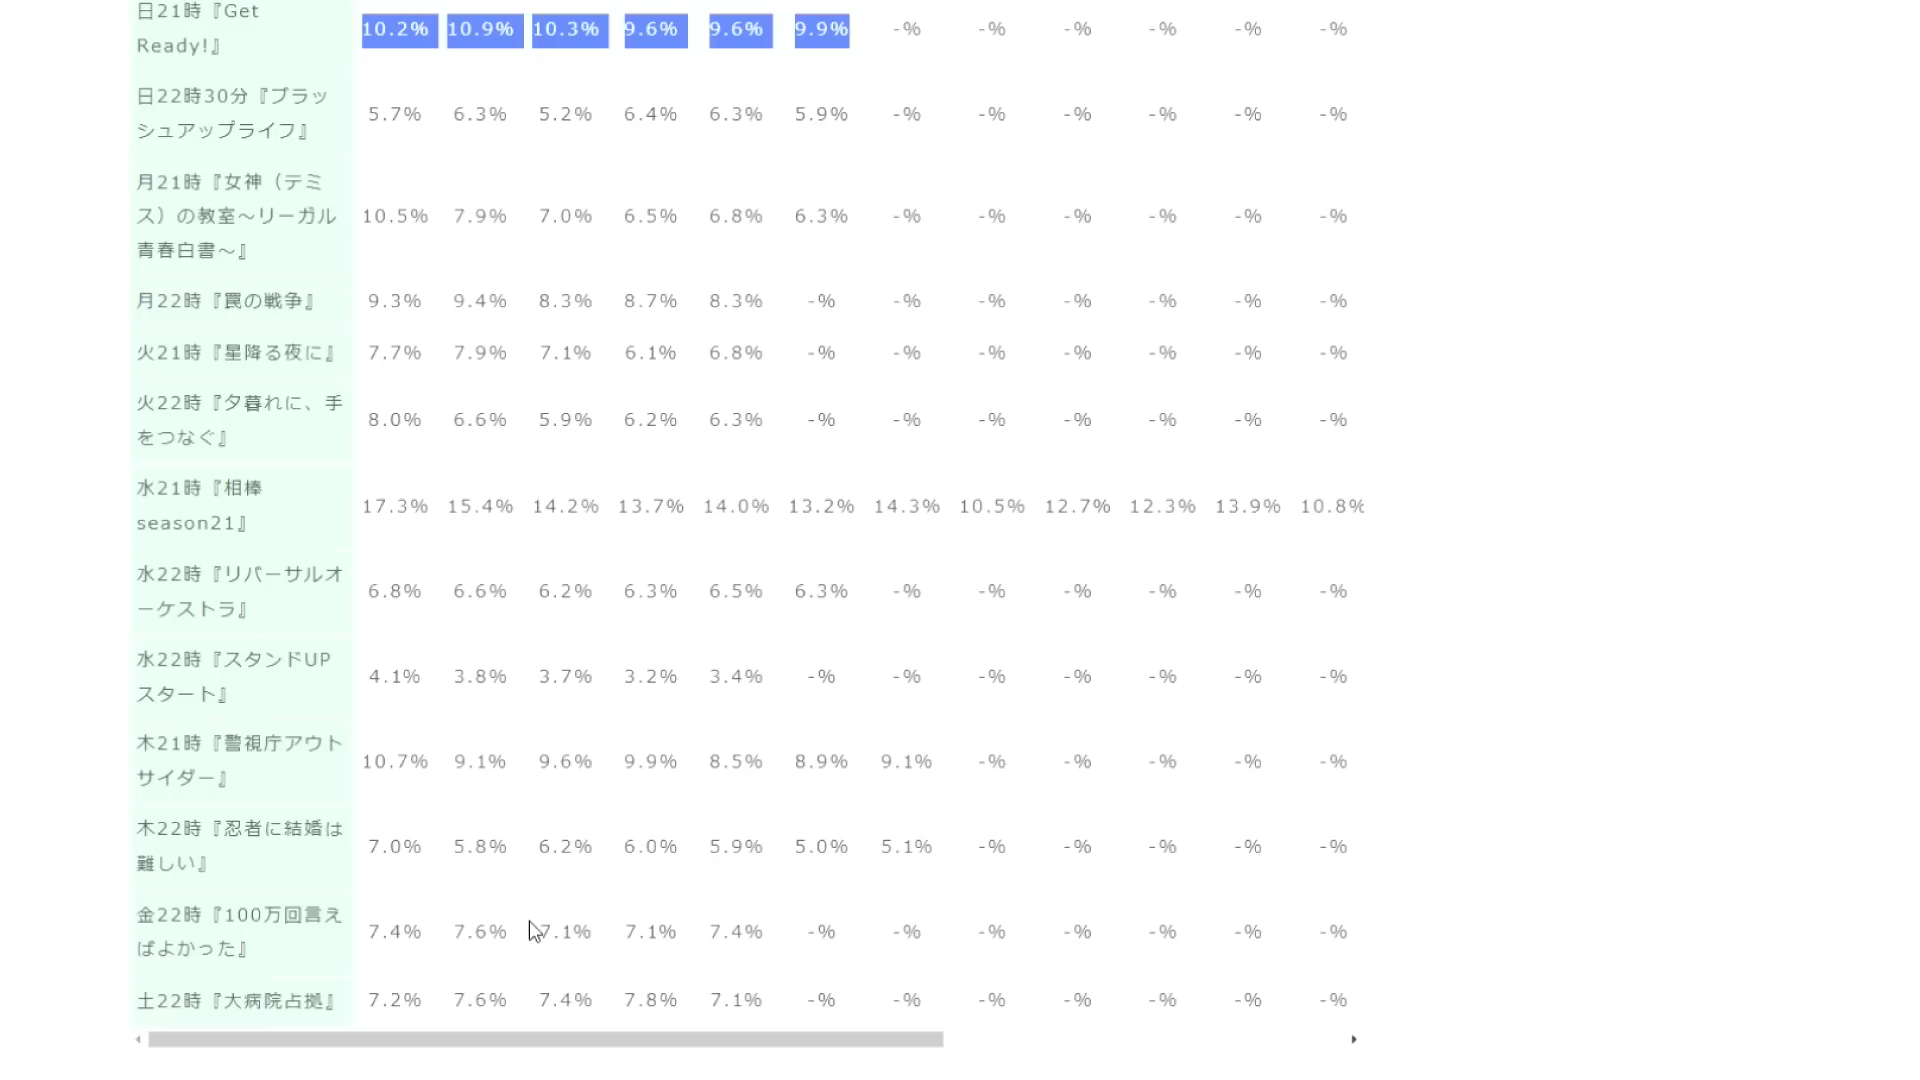 日21時『Get
Ready!』
10.2% 10.9% 10.3% 9.6% 9.6% 9.9% -% -% -% -% -% -%
日22時30分『ブラッ
シュアップライフ』
5.7% 6.3% 5.2% 6.4% 6.3% 5.9% -% -% -% -% -% -%
月21時『女神（テミ
ス）の教室～リーガル
青春白書～』
10.5% 7.9% 7.0% 6.5% 6.8% 6.3% -% -% -% -% -% -%
月22時『罠の戦争』 9.3% 9.4% 8.3% 8.7% 8.3% -% -% -% -% -% -% -%
火21時『星降る夜に』 7.7% 7.9% 7.1% 6.1% 6.8% -% -% -% -% -% -% -%
火22時『夕暮れに、手
をつなぐ』
8.0% 6.6% 5.9% 6.2% 6.3% -% -% -% -% -% -% -%
水21時『相棒
season21』
17.3% 15.4% 14.2% 13.7% 14.0% 13.2% 14.3% 10.5% 12.7% 12.3% 13.9% 10.8%
水22時『リバーサルオ
ーケストラ』
6.8% 6.6% 6.2% 6.3% 6.5% 6.3% -% -% -% -% -% -%
水22時『スタンドUP
スタート』
4.1% 3.8% 3.7% 3.2% 3.4% -% -% -% -% -% -% -%
木21時『警視庁アウト
サイダー』
10.7% 9.1% 9.6% 9.9% 8.5% 8.9% 9.1% -% -% -% -% -%
木22時『忍者に結婚は
難しい』
7.0% 5.8% 6.2% 6.0% 5.9% 5.0% 5.1% -% -% -% -% -%
金22時『100万回言え
ばよかった』
7.4% 7.6% 7.1% 7.1% 7.4% -% -% -% -% -% -% -%
土22時『大病院占拠』 7.2% 7.6% 7.4% 7.8% 7.1% -% -% -% -% -% -% -%